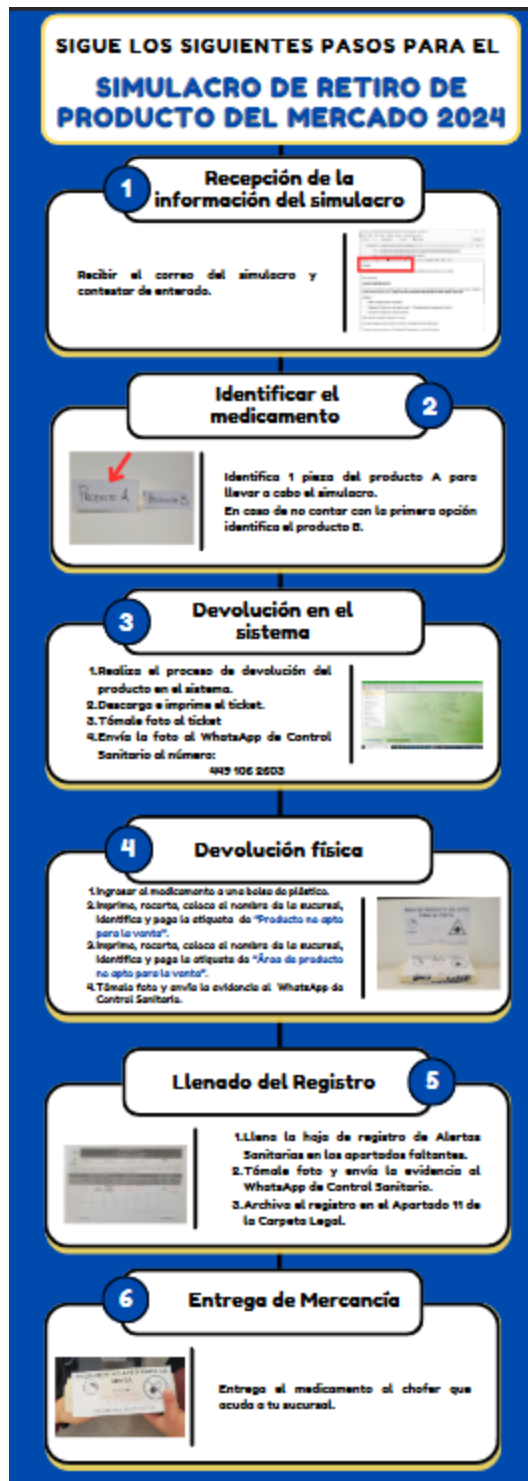 SIGUE LOS SIGUIENTES PASOS PARA EL
SIMULACRO DE RETIRO DE
PRODUCTO DEL MERCADO 2024
1
Recepción de la
información del simulacro
Recibir el correo del simulacro y
contestar de enterado.
Identificar el
medicamento
2
PRODUCTO A
PRODUCTO B
Identifica 1 pieza del producto A para
llevar a cabo el simulacro.
En caso de no contar con la primera opción
identifica el producto B.
3
Devolución en el
sistema
1.Realiza el proceso de devolución del
producto en el sistema.
2.Descarga e imprime el ticket.
3.Tómale foto al ticket
4.Envía la foto al WhatsApp de Control
Sanitario al número:
449 106 2603
4
Devolución física
1.Ingresar el medicamento a una bolsa de plástico.
2.Imprime, recorta, coloca el nombre de la sucursal,
identifica y pega la etiqueta de "Producto no apto
para la venta".
3.Imprime, recorta, coloca el nombre de la sucursal,
identifica y pega la etiqueta de "Área de producto
no apto para la venta".
4.Tómale foto y envía la evidencia al WhatsApp de
Control Sanitario.
Llenado del Registro
5
1.Llena la hoja de registro de Alertas
Sanitarias en los apartados faltantes.
2.Tómale foto y envía la evidencia al
WhatsApp de Control Sanitario.
3.Archiva el registro en el Apartado 11 de
la Carpeta Legal.
6
Entrega de Mercancía
Entrega el medicamento al chofer que
acuda a tu sucursal.